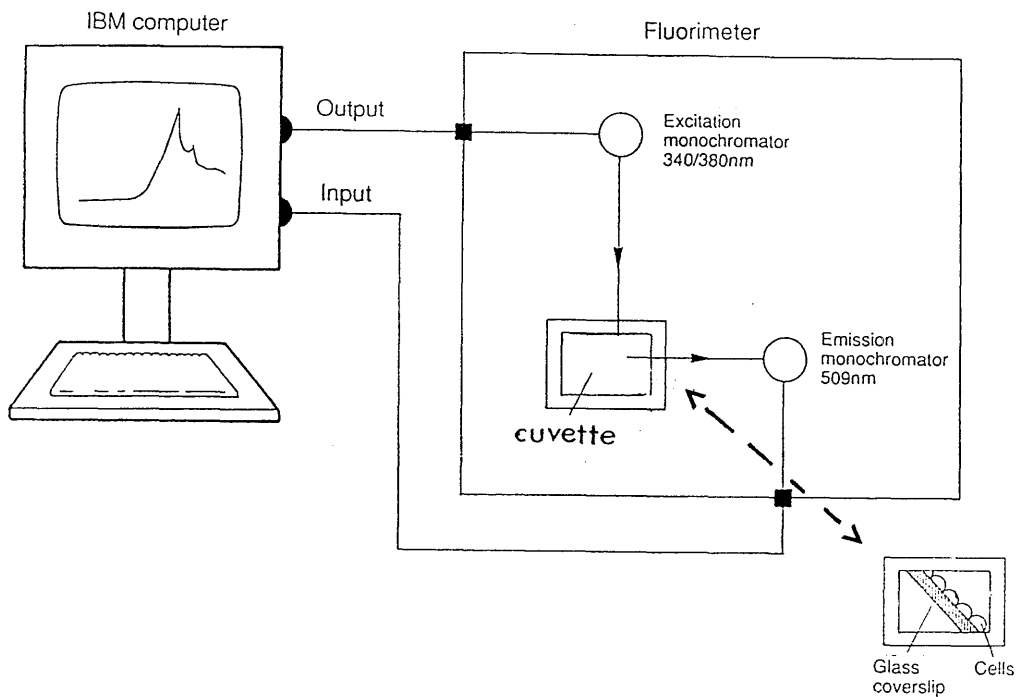 IBM computer
Fluorimeter
Output
Excitation
monochromator
340/380nm
Input
Emission
monochromator
509nm
cuvette
Glass
coverslip
Cells